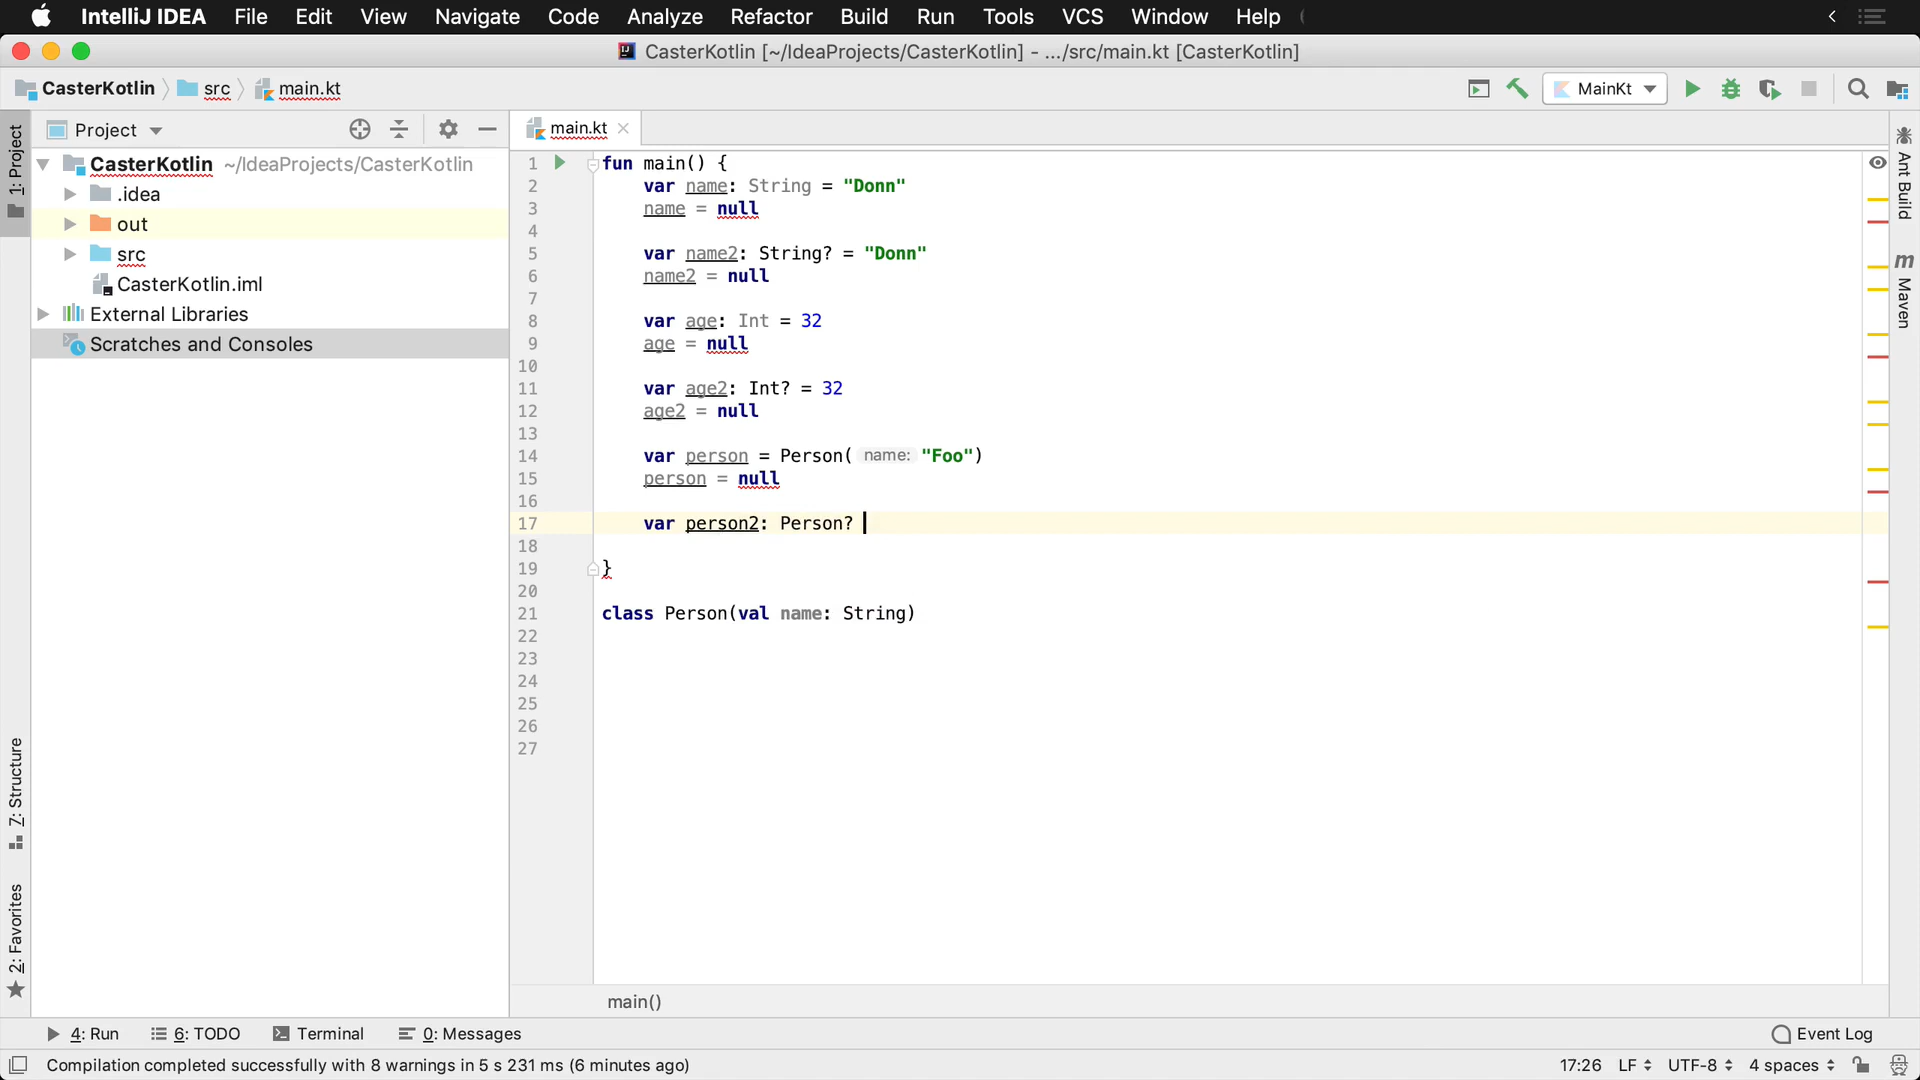 IntelliJ IDEA File Edit View Navigate Code Analyze Refactor Build Run Tools VCS Window Help
CasterKotlin [~/IdeaProjects/CasterKotlin] - .../src/main.kt [CasterKotlin]
CasterKotlin src main.kt MainKt
1: Project
Project
main.kt
CasterKotlin ~/IdeaProjects/CasterKotlin
.idea
out
src
CasterKotlin.iml
External Libraries
Scratches and Consoles
1 fun main() {
2 var name: String = "Donn"
3 name = null
4
5 var name2: String? = "Donn"
6 name2 = null
7
8 var age: Int = 32
9 age = null
10
11 var age2: Int? = 32
12 age2 = null
13
14 var person = Person( name: "Foo")
15 person = null
16
17 var person2: Person?
18
19 }
20
21 class Person(val name: String)
22
23
24
25
26
27
Ant Build
m Maven
Z: Structure
2: Favorites
main()
4: Run 6: TODO Terminal 0: Messages Event Log
Compilation completed successfully with 8 warnings in 5 s 231 ms (6 minutes ago) 17:26 LF UTF-8 4 spaces